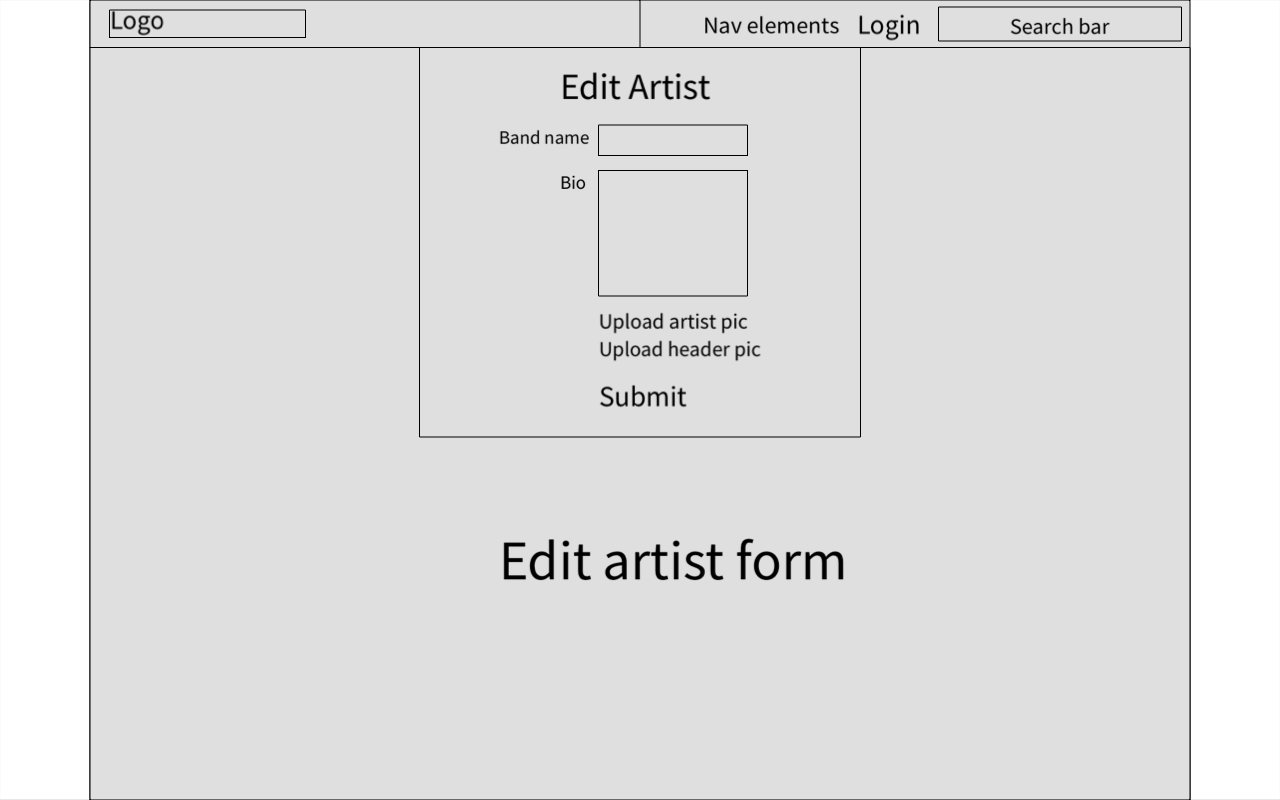 Logo
Nav elements
Login
Search bar
Edit Artist
Band name
Bio
Upload artist pic
Upload header pic
Submit
Edit artist form